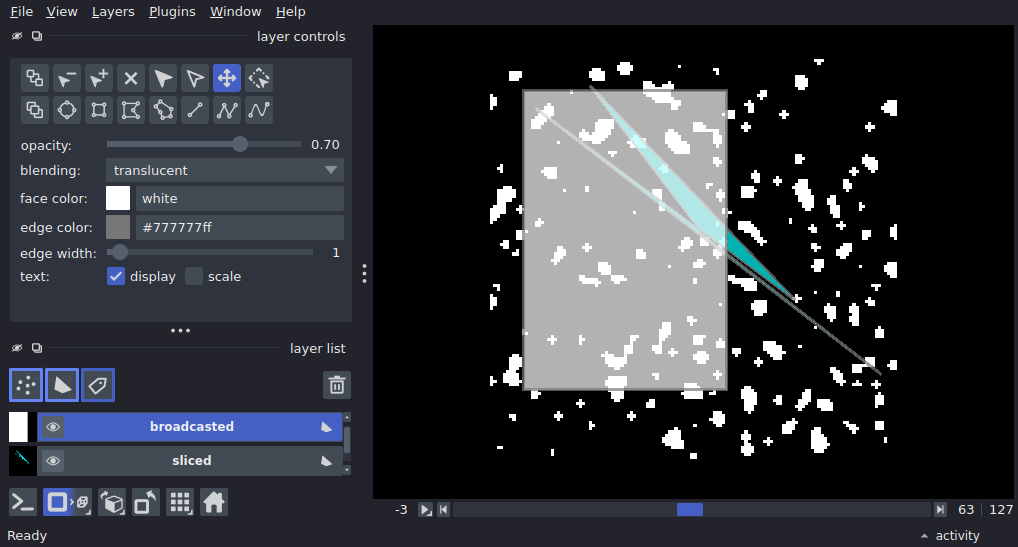 File View Layers Plugins Window Help
layer controls
opacity: 0.70
blending: translucent
face color: white
edge color: #777777ff
edge width: 1
text: display scale
layer list
broadcasted
sliced
-3 63 127
Ready activity